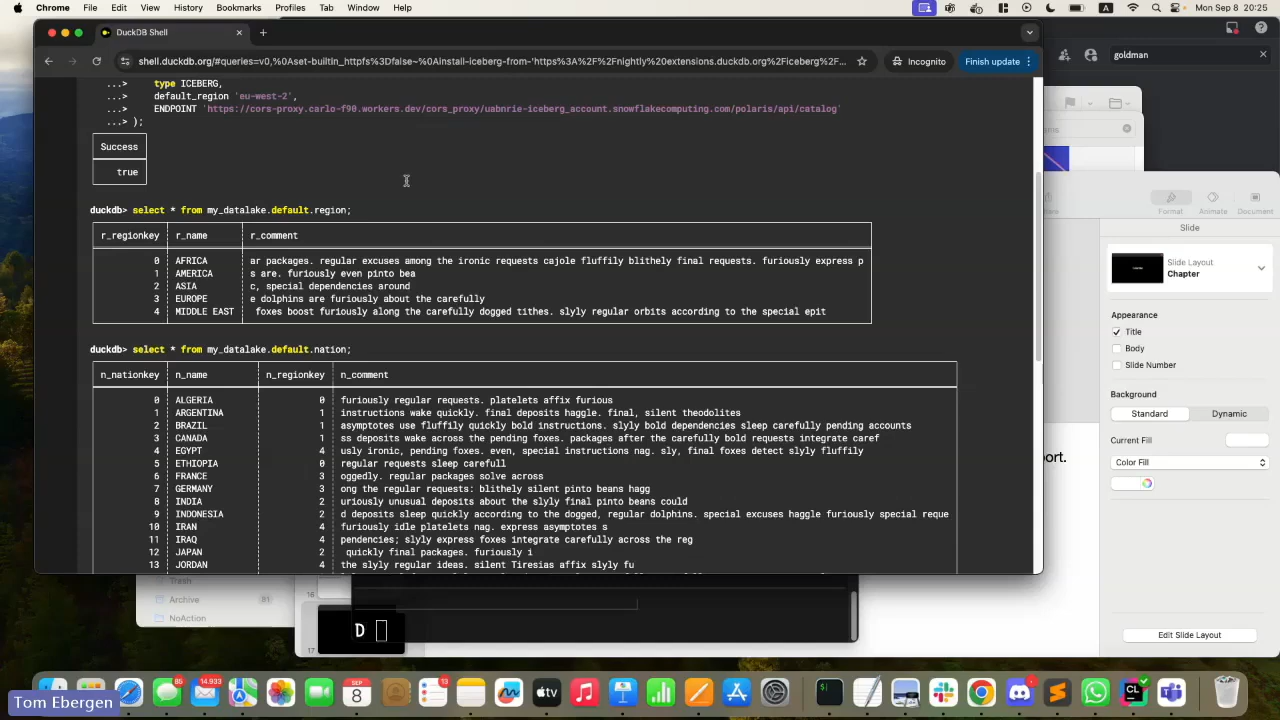 Chrome File Edit View History Bookmarks Profiles Tab Window Help Mon Sep 8 20:25
DuckDB Shell
goldman
shell.duckdb.org/#queries=v0,%0Aset-builtin_httpfs%3Dfalse~%0Ainstall-iceberg-from-'https%3A%2F%2Fnightly%20extensions.duckdb.org%2Ficeberg%2F... Incognito Finish update
...> type ICEBERG,
...> default_region 'eu-west-2',
...> ENDPOINT 'https://cors-proxy.carlo-f90.workers.dev/cors_proxy/uabnrie-iceberg_account.snowflakecomputing.com/polaris/api/catalog'
...> );
Success
true
duckdb> select * from my_datalake.default.region;
r_regionkey r_name r_comment
0 AFRICA ar packages. regular excuses among the ironic requests cajole fluffily blithely final requests. furiously express p
1 AMERICA s are. furiously even pinto bea
2 ASIA c, special dependencies around
3 EUROPE e dolphins are furiously about the carefully
4 MIDDLE EAST foxes boost furiously along the carefully dogged tithes. slyly regular orbits according to the special epit
duckdb> select * from my_datalake.default.nation;
n_nationkey n_name n_regionkey n_comment
0 ALGERIA 0 furiously regular requests. platelets affix furious
1 ARGENTINA 1 instructions wake quickly. final deposits haggle. final, silent theodolites
2 BRAZIL 1 asymptotes use fluffily quickly bold instructions. slyly bold dependencies sleep carefully pending accounts
3 CANADA 1 ss deposits wake across the pending foxes. packages after the carefully bold requests integrate caref
4 EGYPT 4 usly ironic, pending foxes. even, special instructions nag. sly, final foxes detect slyly fluffily
5 ETHIOPIA 0 regular requests sleep carefull
6 FRANCE 3 oggedly. regular packages solve across
7 GERMANY 3 ong the regular requests: blithely silent pinto beans hagg
8 INDIA 2 uriously unusual deposits about the slyly final pinto beans could
9 INDONESIA 2 d deposits sleep quickly according to the dogged, regular dolphins. special excuses haggle furiously special reque
10 IRAN 4 furiously idle platelets nag. express asymptotes s
11 IRAQ 4 pendencies; slyly express foxes integrate carefully across the reg
12 JAPAN 2 quickly final packages. furiously i
13 JORDAN 4 the slyly regular ideas. silent Tiresias affix slyly fu
Format Animate Document
Slide
Slide Layout
Chapter
Appearance
Title
Body
Slide Number
Background
Standard Dynamic
Current Fill
Color Fill
Edit Slide Layout
ort.
Trash
Archive 31
NoAction
16
17
D
85
14.933
SEP
8
13
tv
Tom Ebergen